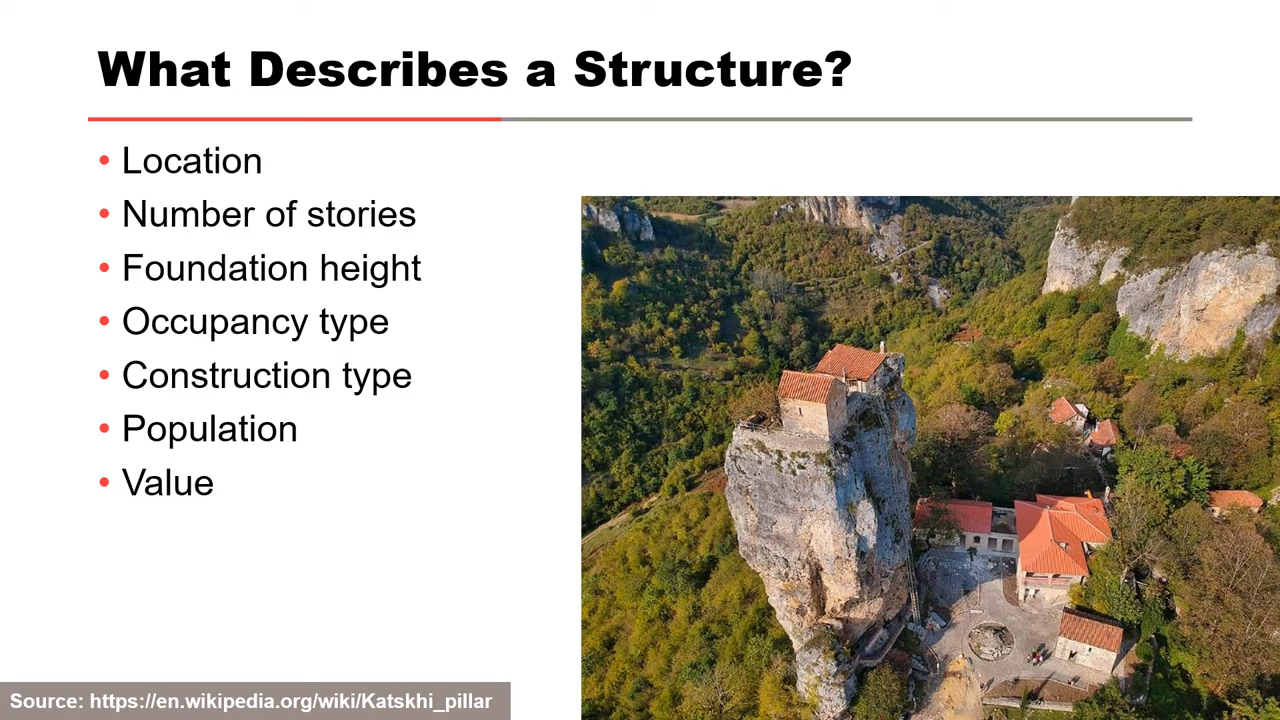 What Describes a Structure?
• Location
• Number of stories
• Foundation height
• Occupancy type
• Construction type
• Population
• Value
Source: https://en.wikipedia.org/wiki/Katskhi_pillar